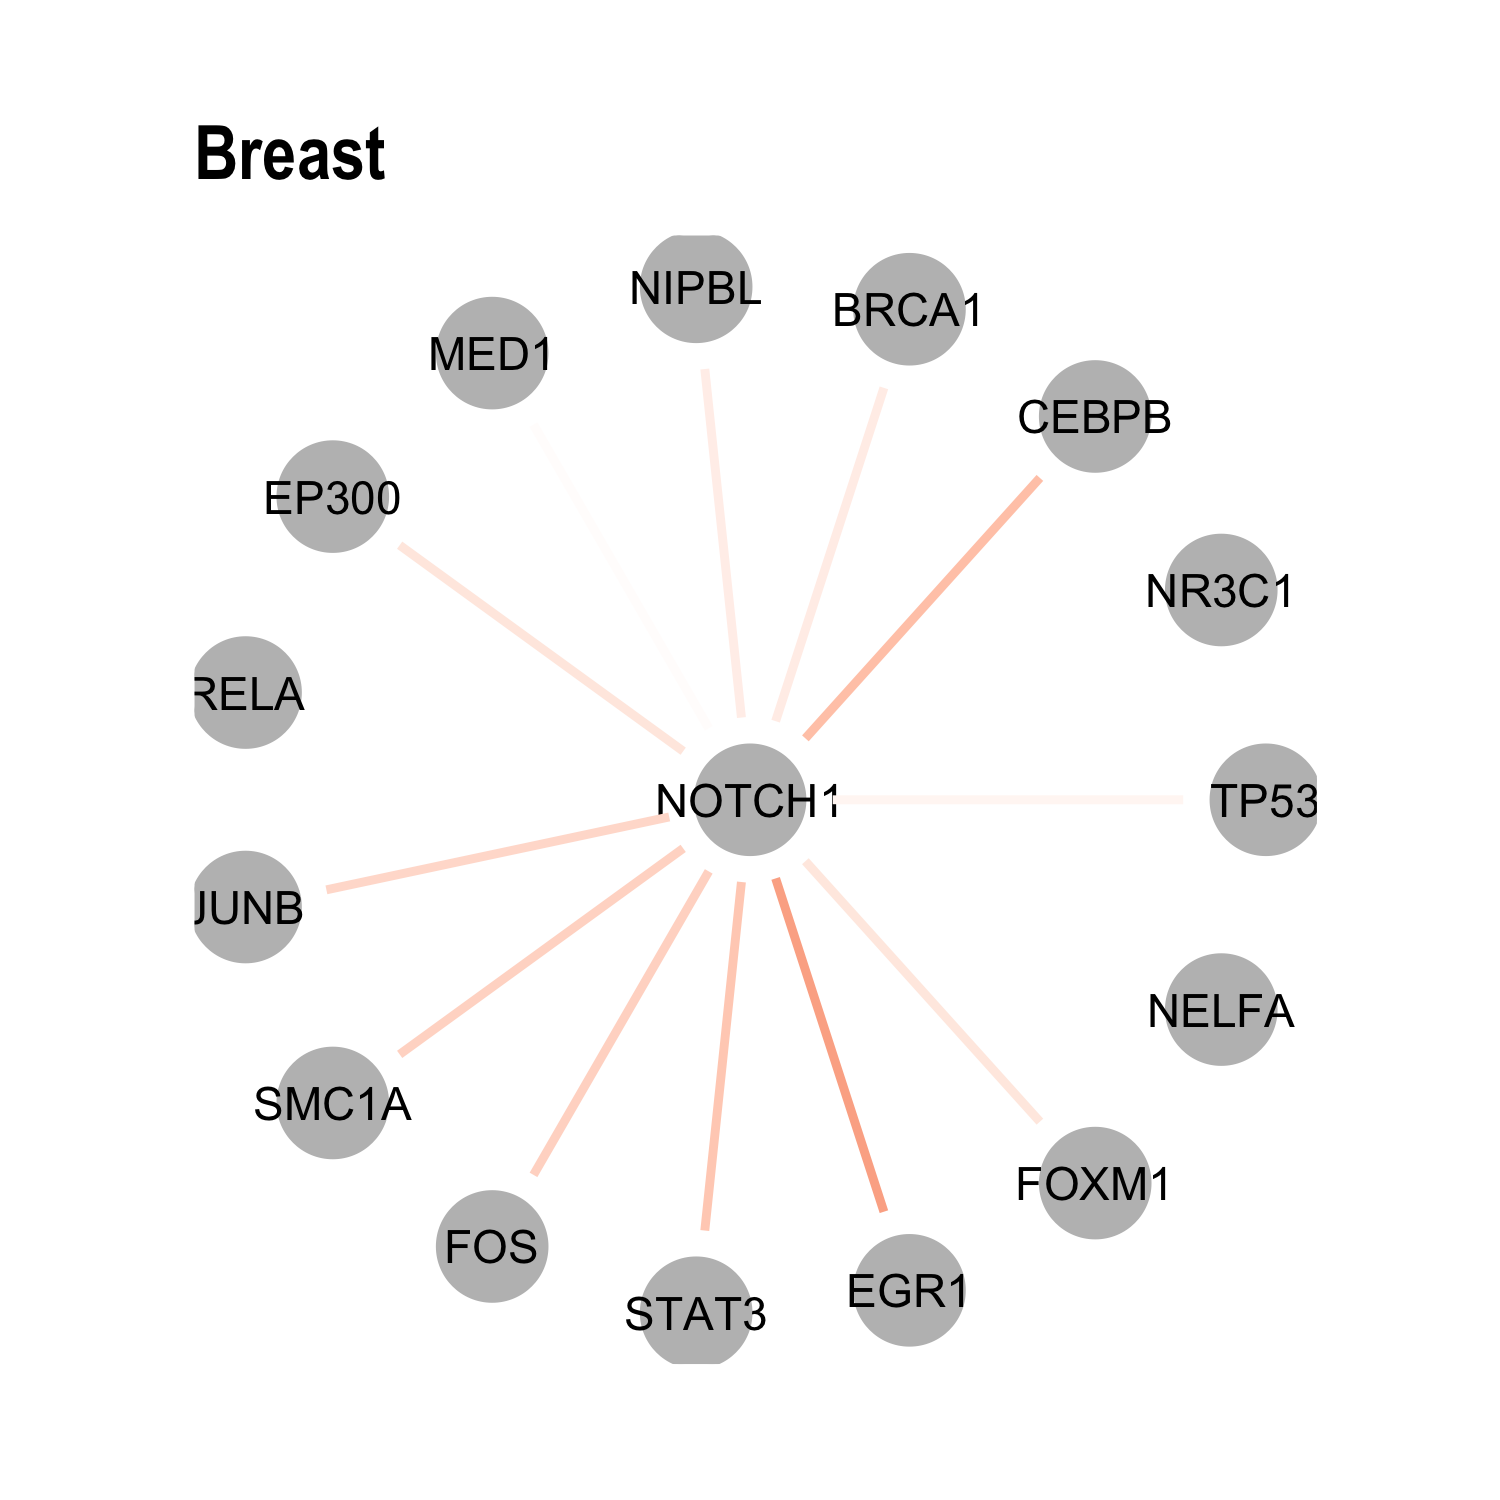 Breast
NIPBL
BRCA1
MED1
CEBPB
EP300
NR3C1
RELA
NOTCH1
TP53
JUNB
NELFA
SMC1A
FOXM1
FOS
EGR1
STAT3